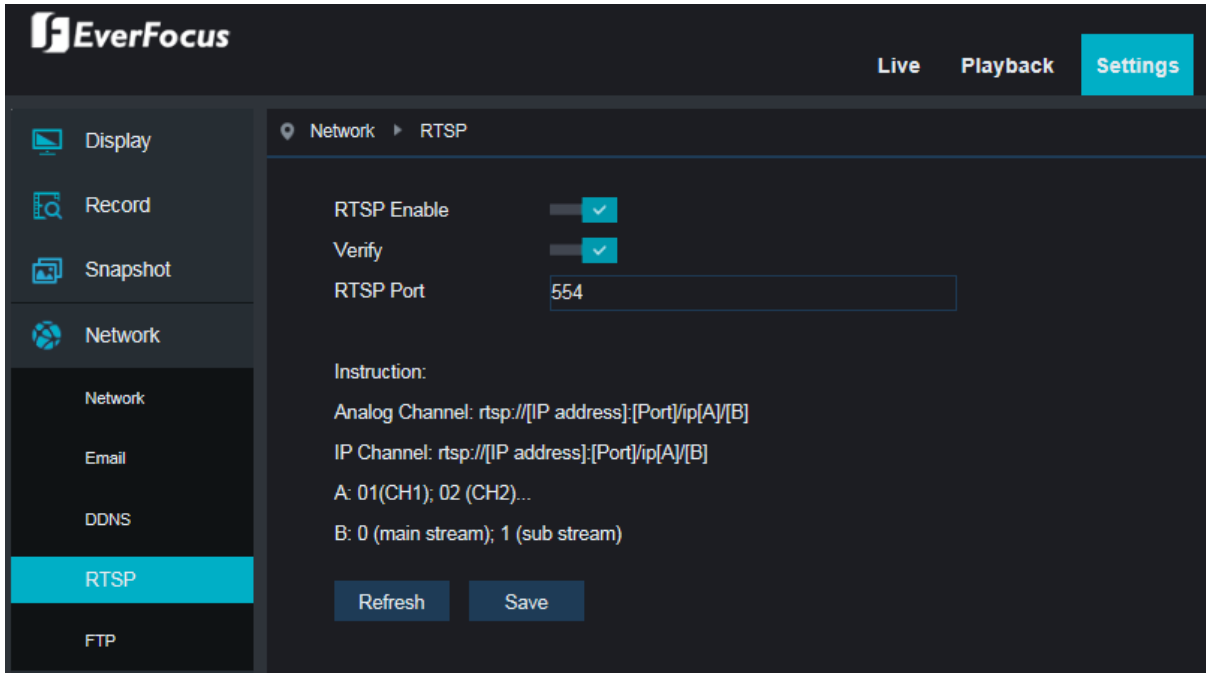 EverFocus
Live Playback Settings
Display
Record
Snapshot
Network
Network
Email
DDNS
RTSP
FTP
Network RTSP
RTSP Enable
Verify
RTSP Port 554
Instruction:
Analog Channel: rtsp://[IP address]:[Port]/ip[A]/[B]
IP Channel: rtsp://[IP address]:[Port]/ip[A]/[B]
A: 01(CH1); 02 (CH2)...
B: 0 (main stream); 1 (sub stream)
Refresh Save